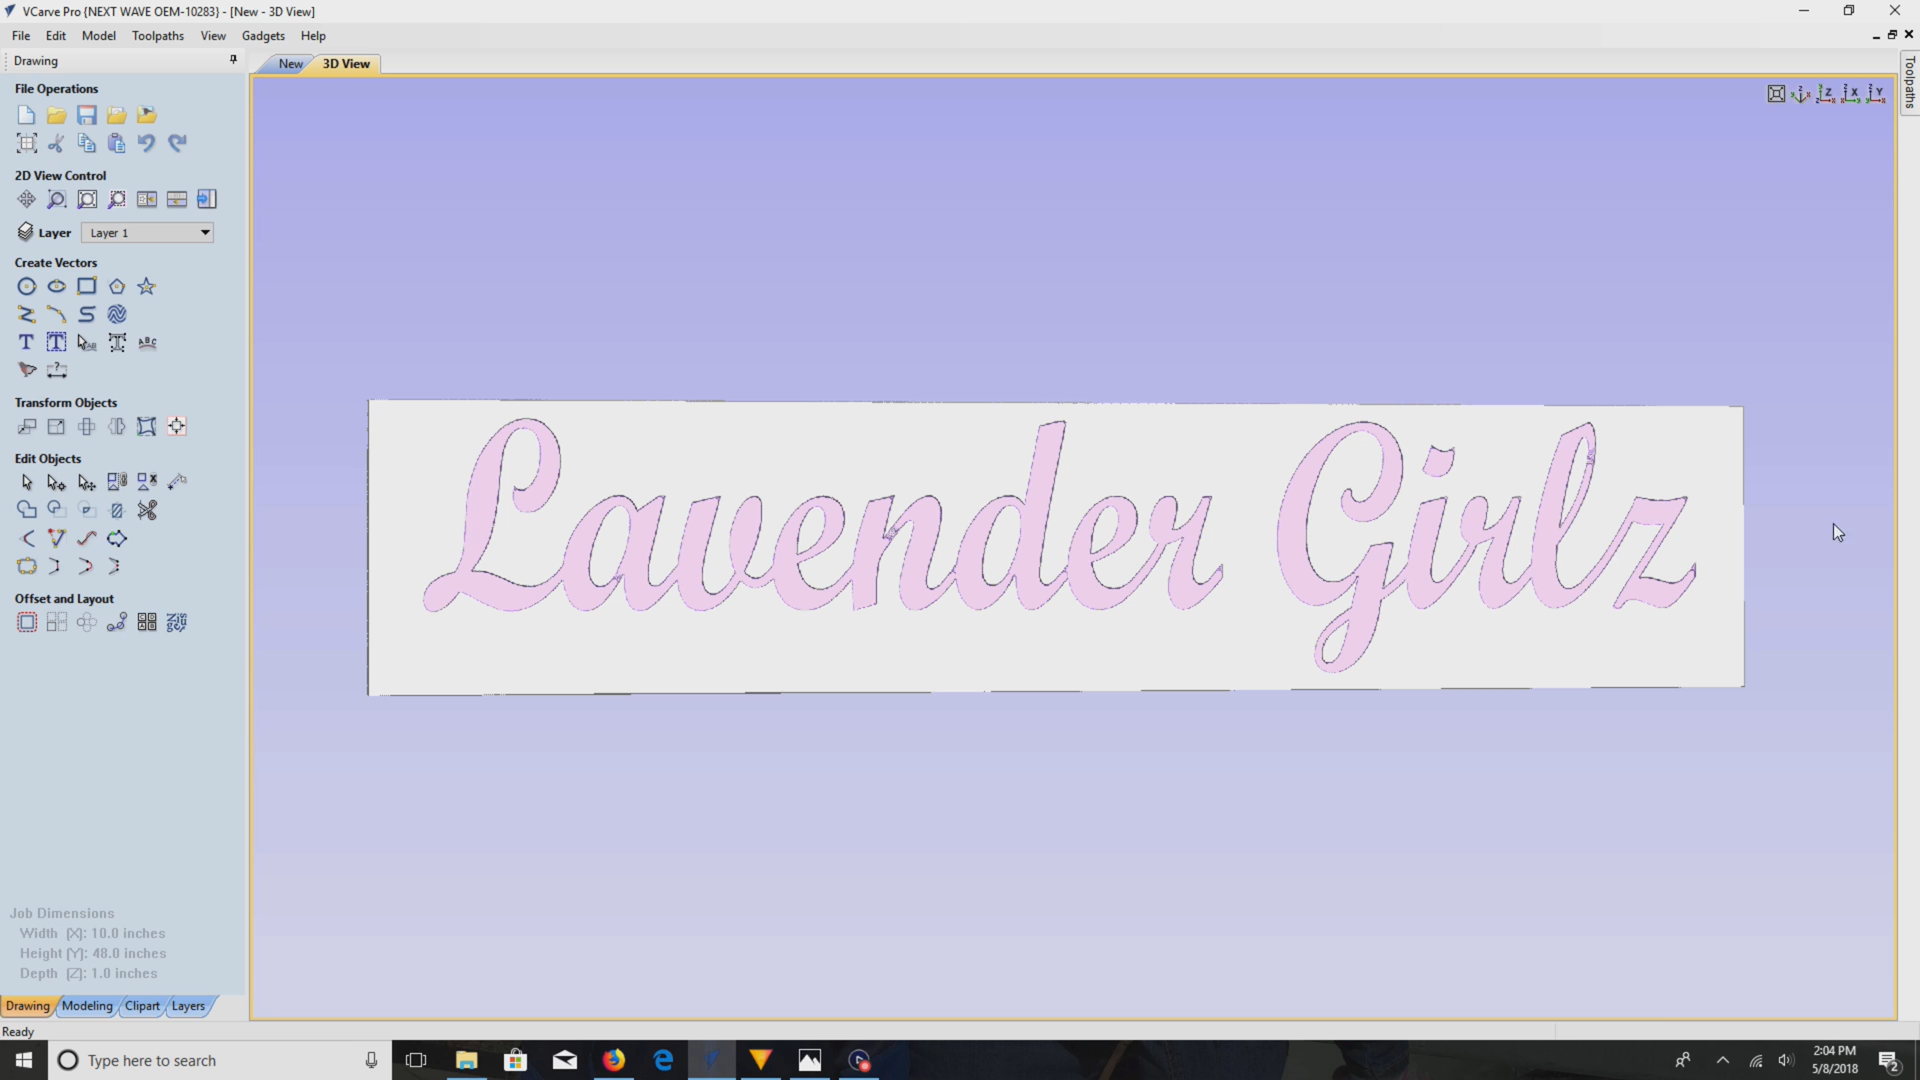 VCarve Pro {NEXT WAVE OEM-10283} - [New - 3D View]
File Edit Model Toolpaths View Gadgets Help
Drawing
New 3D View
Toolpaths
File Operations
2D View Control
Layer Layer 1
Create Vectors
Transform Objects
Edit Objects
Offset and Layout
Lavender Girlz
Job Dimensions
Width (X): 10.0 inches
Height (Y): 48.0 inches
Depth (Z): 1.0 inches
Drawing Modeling Clipart Layers
Ready
Type here to search
2:04 PM
5/8/2018
2